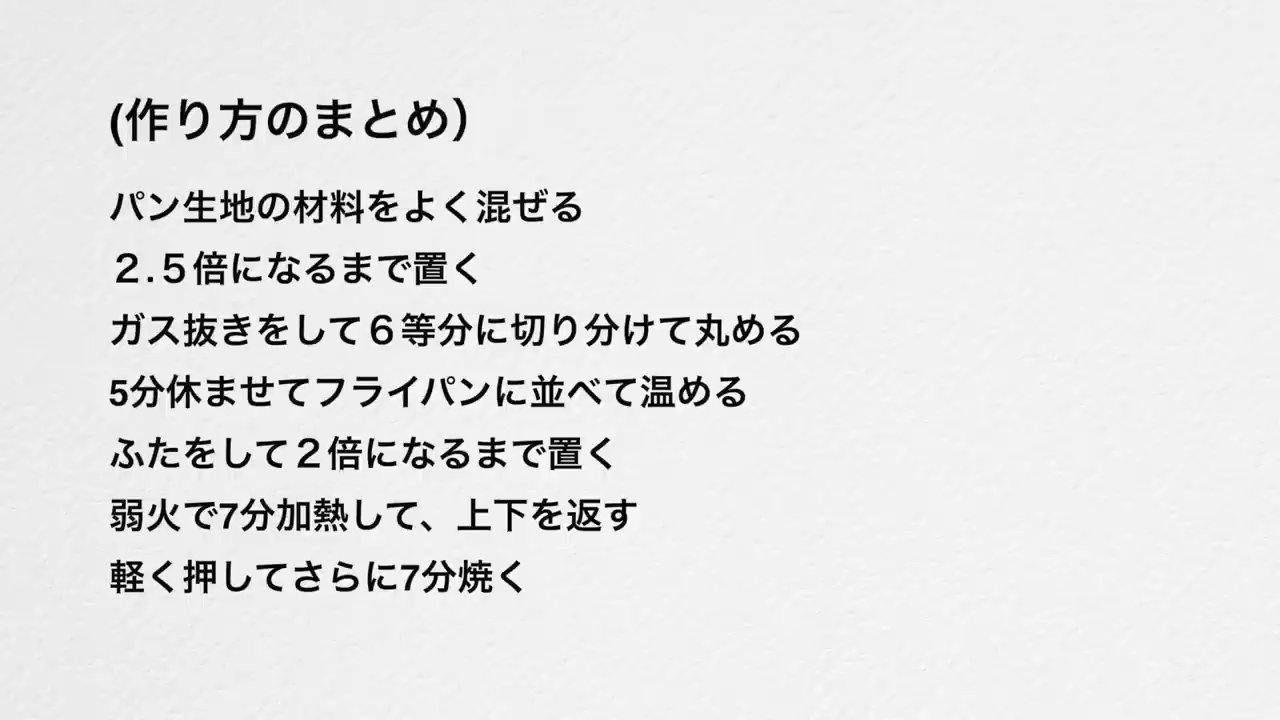 (作り方のまとめ）
パン生地の材料をよく混ぜる
２.５倍になるまで置く
ガス抜きをして６等分に切り分けて丸める
5分休ませてフライパンに並べて温める
ふたをして２倍になるまで置く
弱火で7分加熱して、上下を返す
軽く押してさらに7分焼く